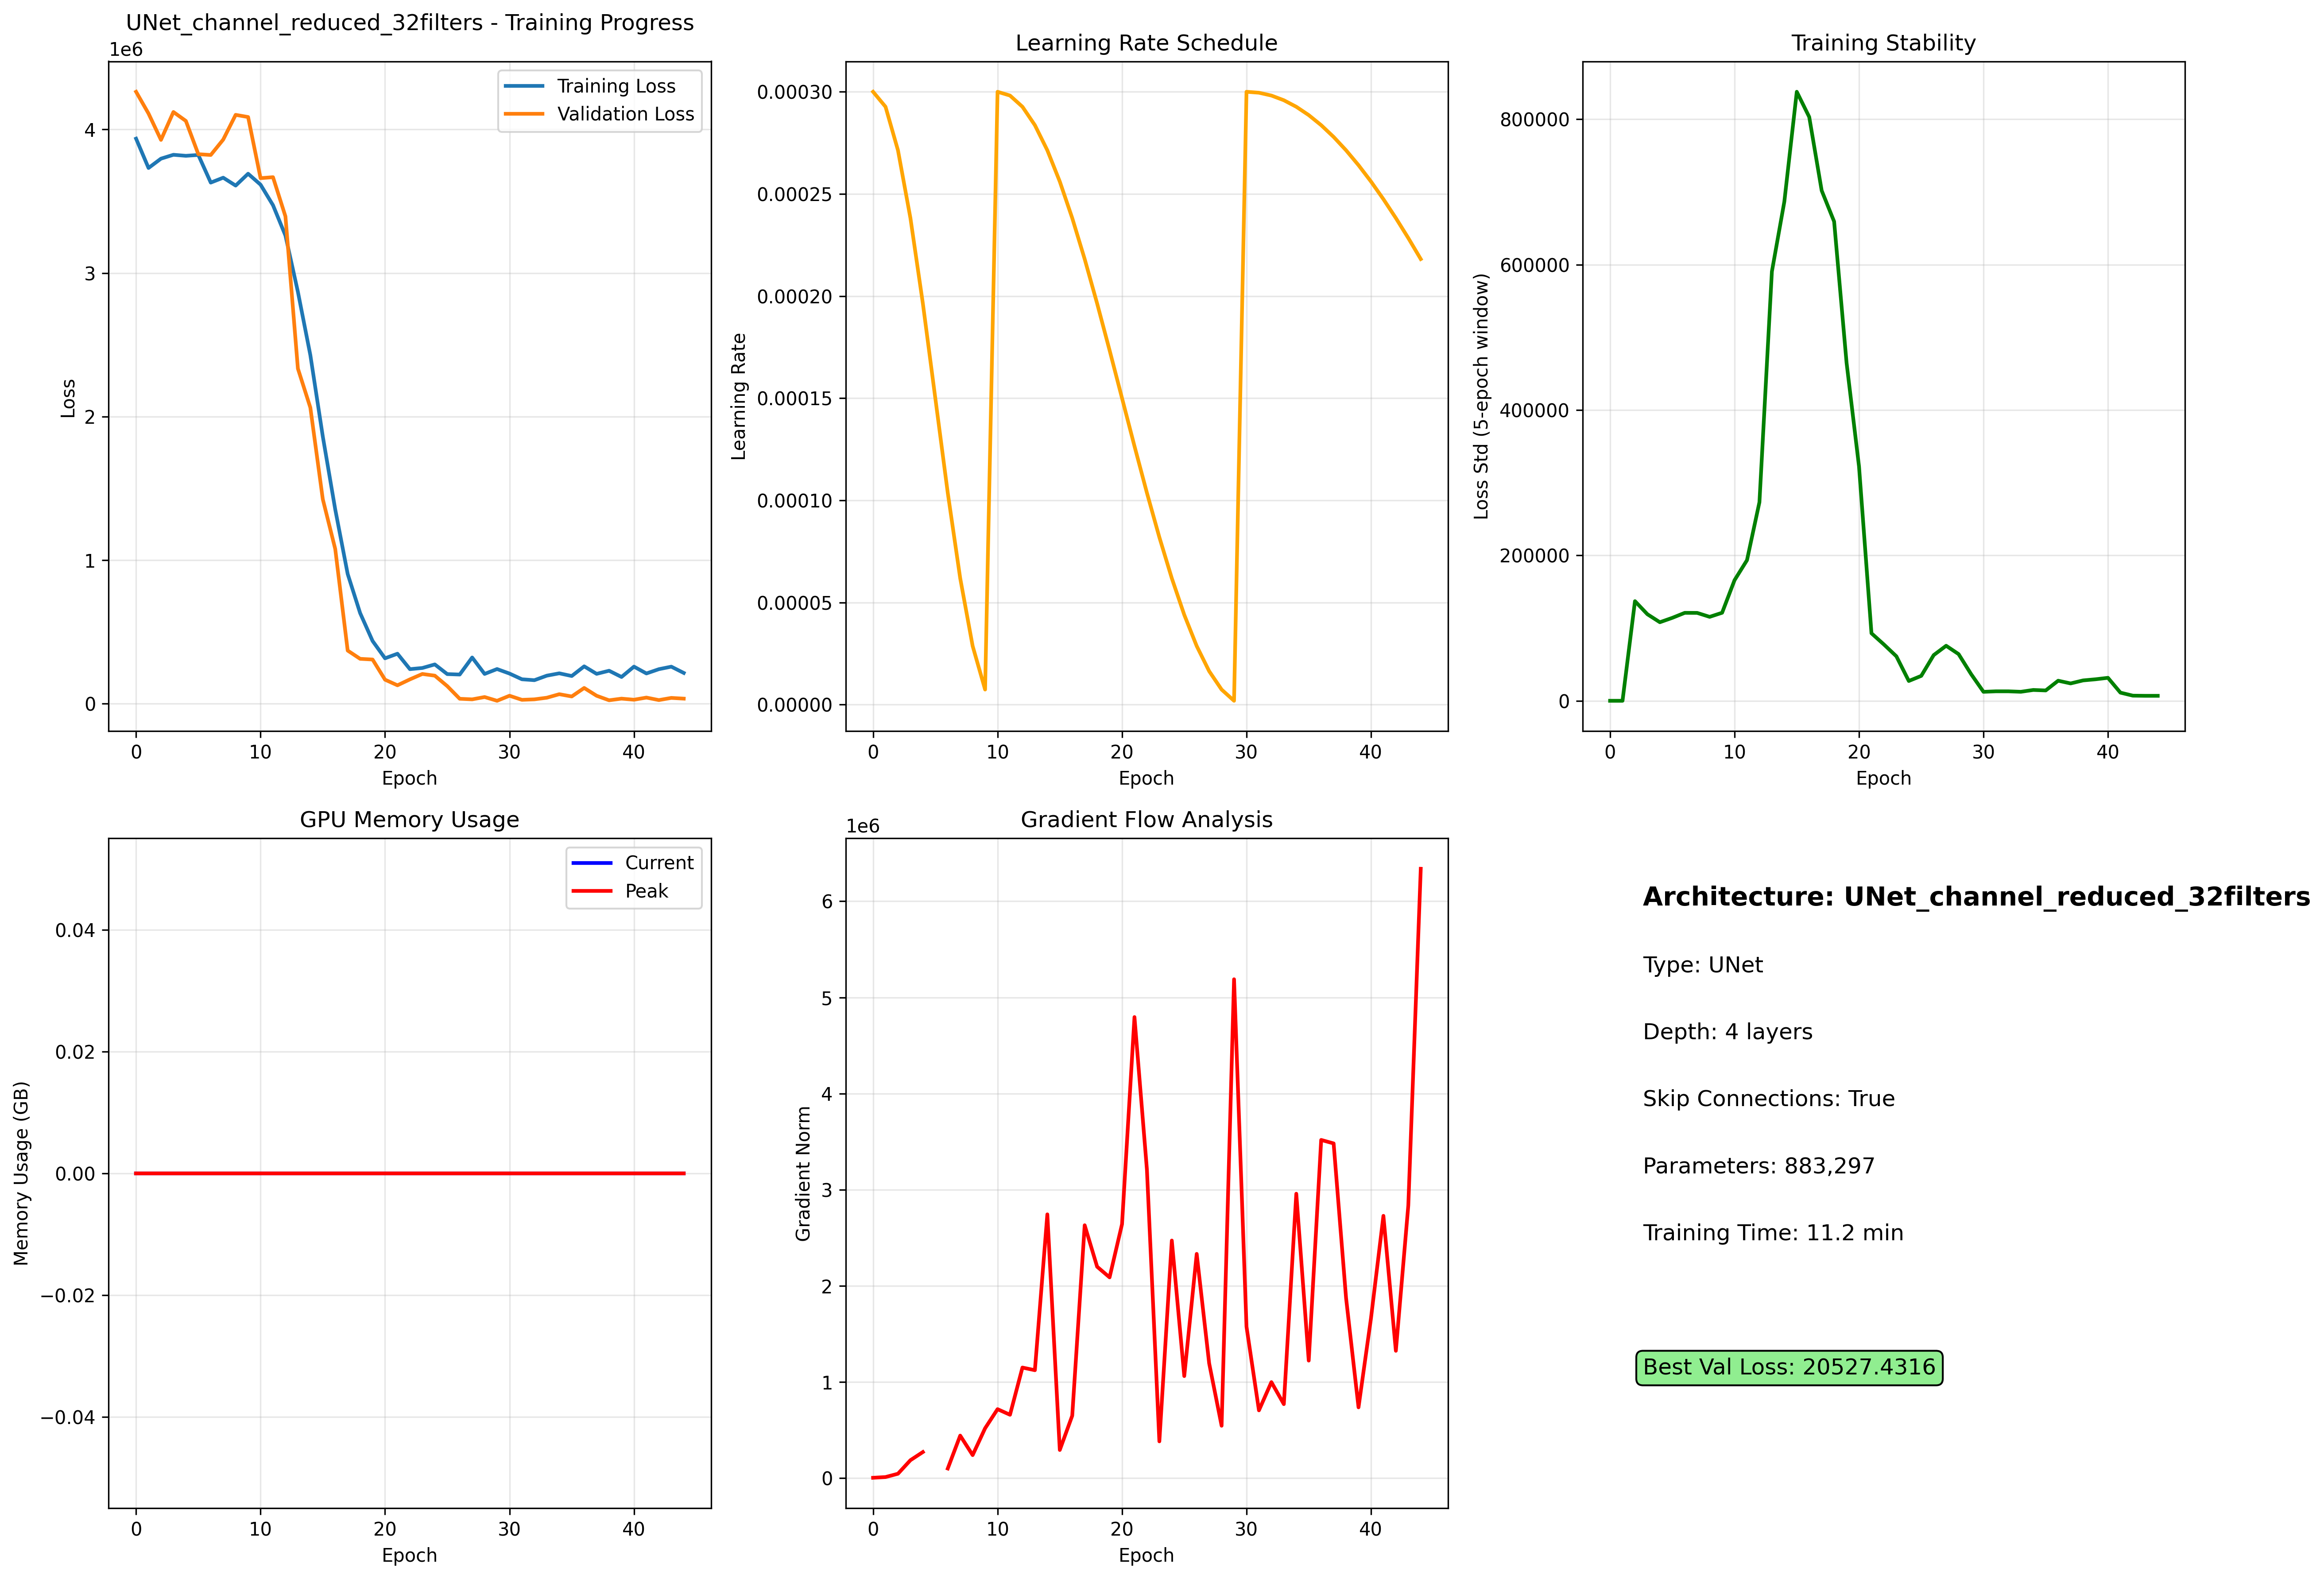 UNet_channel_reduced_32filters - Training Progress
1e6
Training Loss
Validation Loss
Loss
4
3
2
1
0
0 10 20 30 40
Epoch
Learning Rate Schedule
Learning Rate
0.00030
0.00025
0.00020
0.00015
0.00010
0.00005
0.00000
0 10 20 30 40
Epoch
Training Stability
Loss Std (5-epoch window)
800000
600000
400000
200000
0
0 10 20 30 40
Epoch
GPU Memory Usage
Current
Peak
Memory Usage (GB)
0.04
0.02
0.00
−0.02
−0.04
0 10 20 30 40
Epoch
Gradient Flow Analysis
1e6
Gradient Norm
6
5
4
3
2
1
0
0 10 20 30 40
Epoch
Architecture: UNet_channel_reduced_32filters
Type: UNet
Depth: 4 layers
Skip Connections: True
Parameters: 883,297
Training Time: 11.2 min
Best Val Loss: 20527.4316